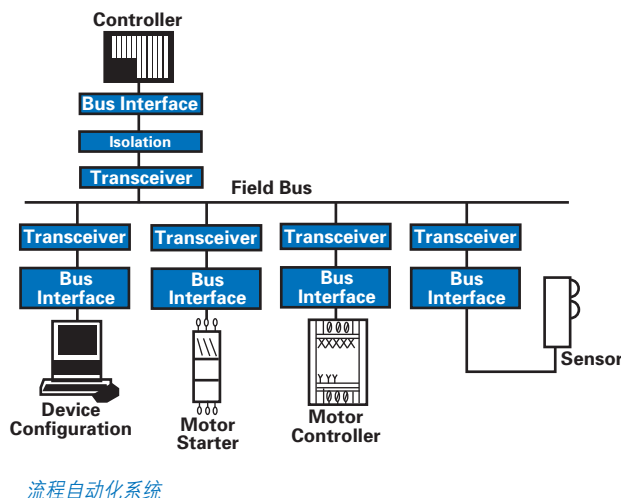 Controller
Bus Interface
Isolation
Transceiver
Field Bus
Transceiver
Transceiver
Transceiver
Transceiver
Bus
Interface
Bus
Interface
Bus
Interface
Bus
Interface
Sensor
Device
Configuration
Motor
Starter
Motor
Controller
流程自动化系统